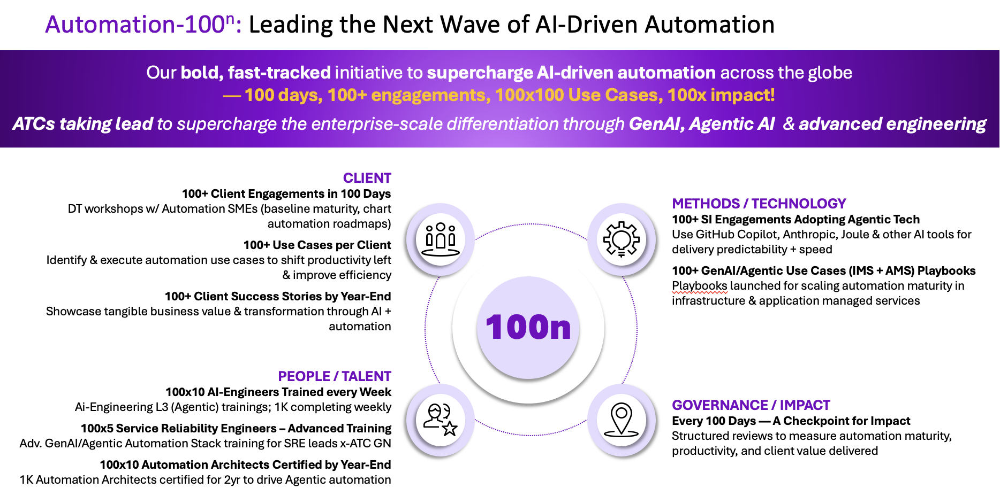 Automation-100ⁿ: Leading the Next Wave of AI-Driven Automation
Our bold, fast-tracked initiative to supercharge AI-driven automation across the globe
— 100 days, 100+ engagements, 100x100 Use Cases, 100x impact!
ATCs taking lead to supercharge the enterprise-scale differentiation through GenAI, Agentic AI & advanced engineering
CLIENT
100+ Client Engagements in 100 Days
DT workshops w/ Automation SMEs (baseline maturity, chart
automation roadmaps)
100+ Use Cases per Client
Identify & execute automation use cases to shift productivity left
& improve efficiency
100+ Client Success Stories by Year-End
Showcase tangible business value & transformation through AI +
automation
PEOPLE / TALENT
100x10 AI-Engineers Trained every Week
Ai-Engineering L3 (Agentic) trainings; 1K completing weekly
100x5 Service Reliability Engineers – Advanced Training
Adv. GenAI/Agentic Automation Stack training for SRE leads x-ATC GN
100x10 Automation Architects Certified by Year-End
1K Automation Architects certified for 2yr to drive Agentic automation
100n
METHODS / TECHNOLOGY
100+ SI Engagements Adopting Agentic Tech
Use GitHub Copilot, Anthropic, Joule & other AI tools for
delivery predictability + speed
100+ GenAI/Agentic Use Cases (IMS + AMS) Playbooks
Playbooks launched for scaling automation maturity in
infrastructure & application managed services
GOVERNANCE / IMPACT
Every 100 Days — A Checkpoint for Impact
Structured reviews to measure automation maturity,
productivity, and client value delivered